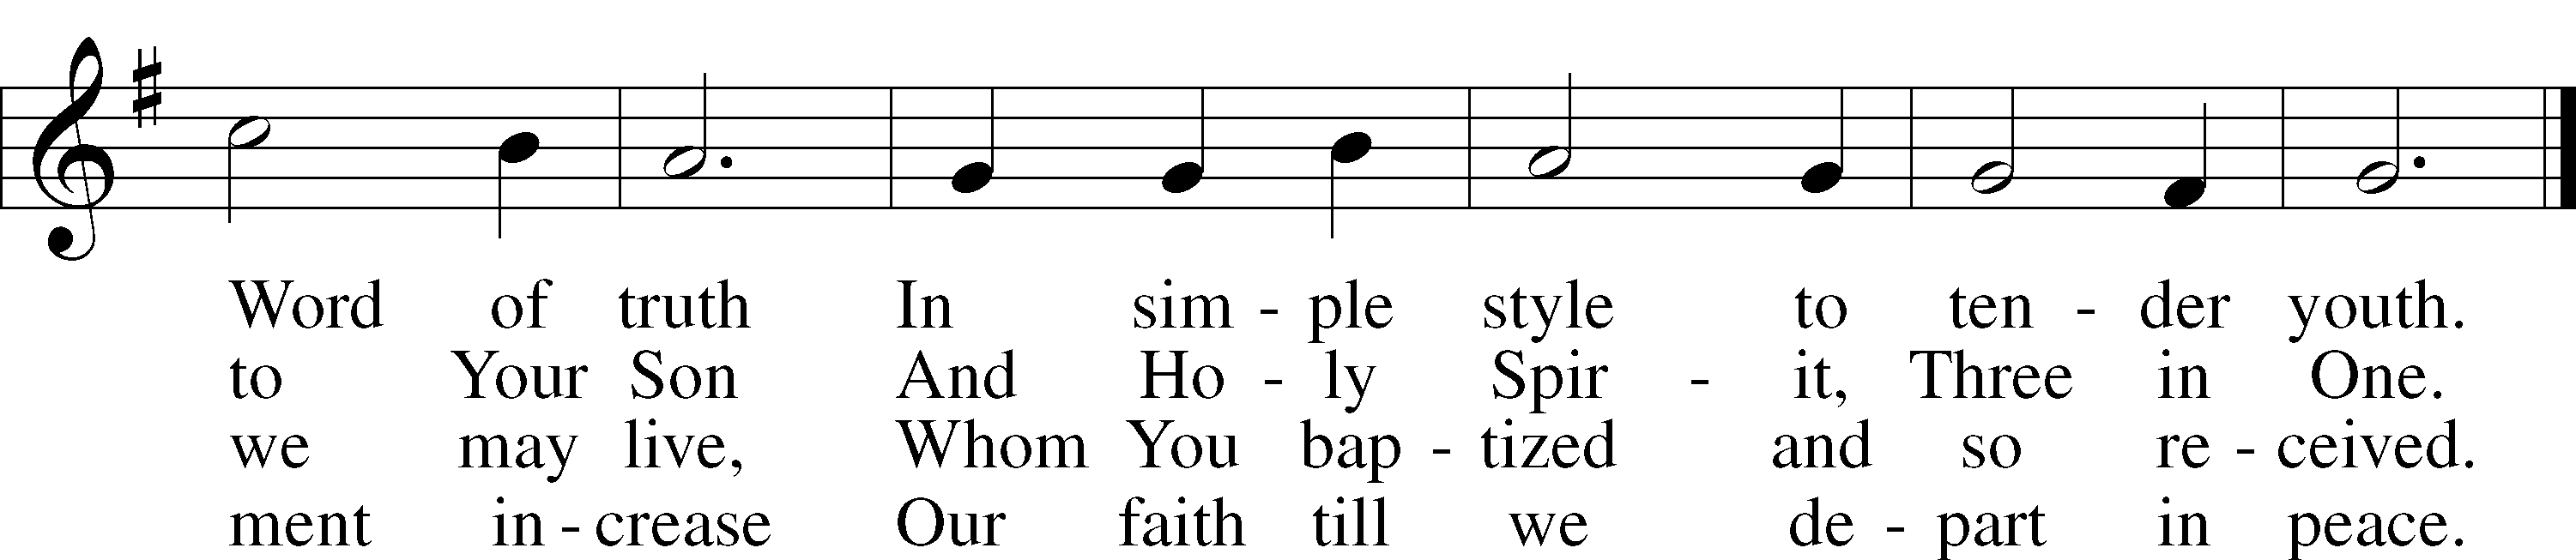 Word of truth In sim - ple style to ten - der youth.
to Your Son And Ho - ly Spir - it, Three in One.
we may live, Whom You bap - tized and so re - ceived.
ment in - crease Our faith till we de - part in peace.